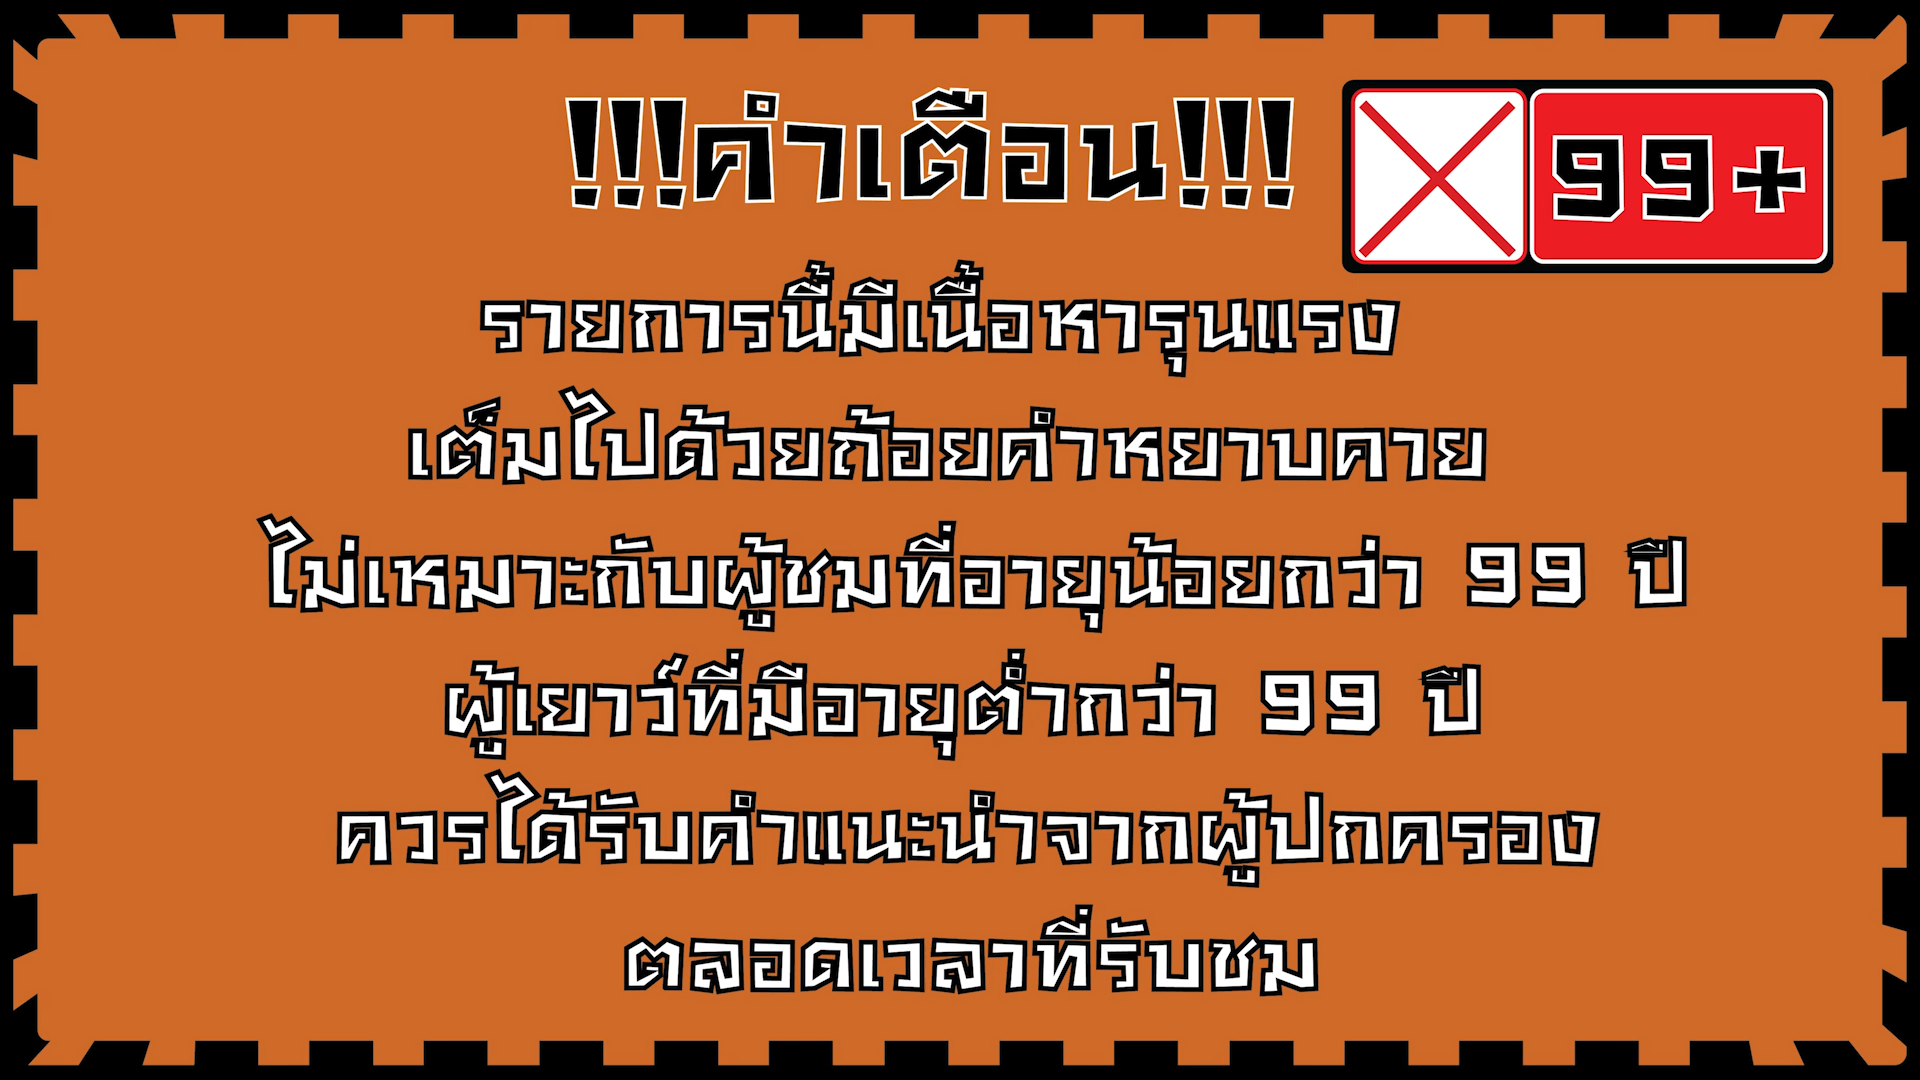 !!!คำเตือน!!!
99+
รายการนี้มีเนื้อหารุนแรง
เต็มไปด้วยถ้อยคำหยาบคาย
ไม่เหมาะกับผู้ชมที่อายุน้อยกว่า 99 ปี
ผู้เยาว์ที่มีอายุต่ำกว่า 99 ปี
ควรได้รับคำแนะนำจากผู้ปกครอง
ตลอดเวลาที่รับชม